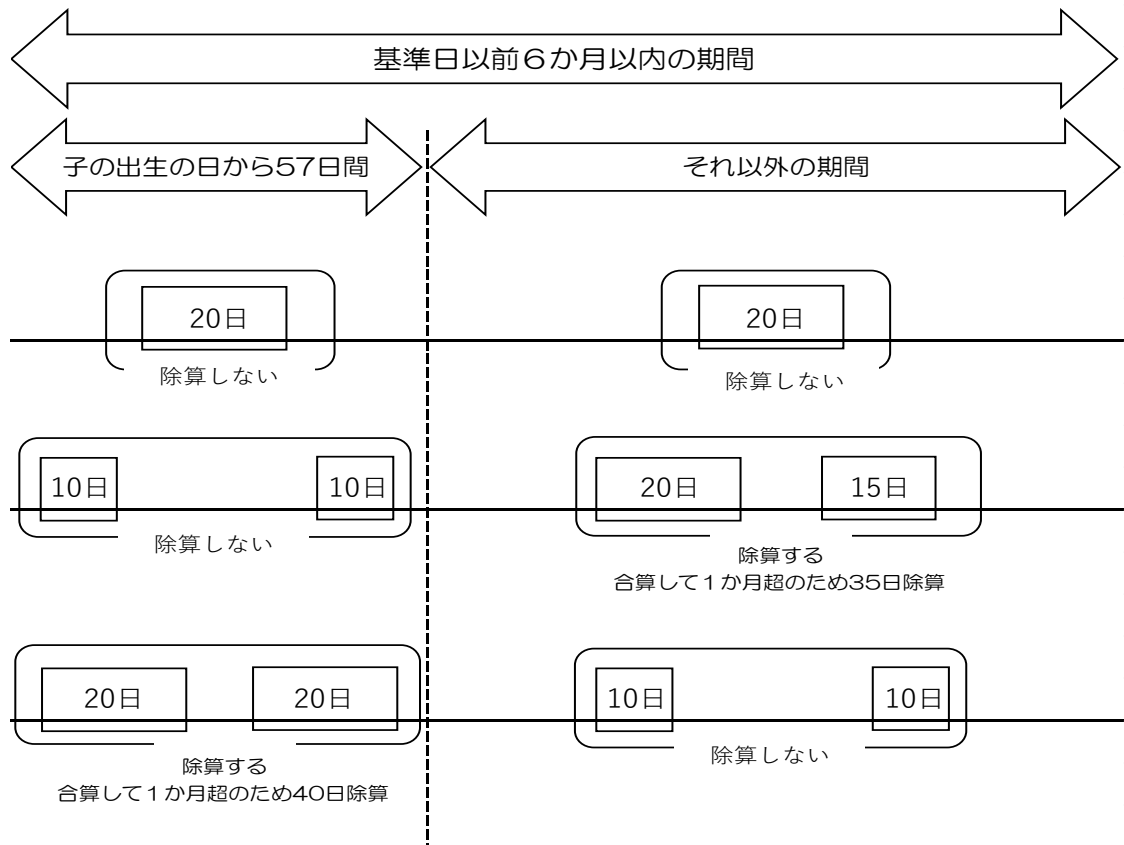 基準日以前６か月以内の期間
子の出生の日から57日間
それ以外の期間
20日
20日
除算しない
除算しない
10日
10日
20日
15日
除算しない
除算する
合算して１か月超のため35日除算
20日
20日
10日
10日
除算する
合算して１か月超のため40日除算
除算しない